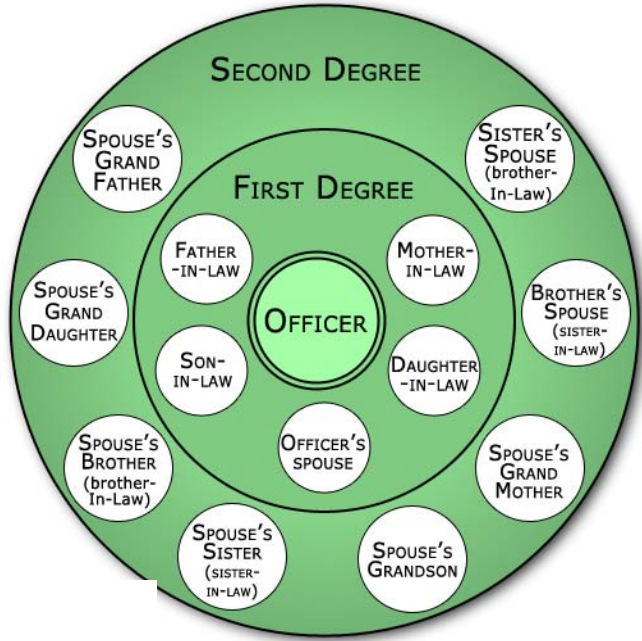 SECOND DEGREE
SPOUSE'S
GRAND
FATHER
SISTER'S
SPOUSE
(brother-
In-Law)
FIRST DEGREE
FATHER
-IN-LAW
MOTHER-
IN-LAW
OFFICER
SPOUSE'S
GRAND
DAUGHTER
BROTHER'S
SPOUSE
(SISTER-
IN-LAW)
SON-
IN-LAW
DAUGHTER
-IN-LAW
OFFICER'S
SPOUSE
SPOUSE'S
BROTHER
(brother-
In-Law)
SPOUSE'S
GRAND
MOTHER
SPOUSE'S
SISTER
(SISTER-
IN-LAW)
SPOUSE'S
GRANDSON